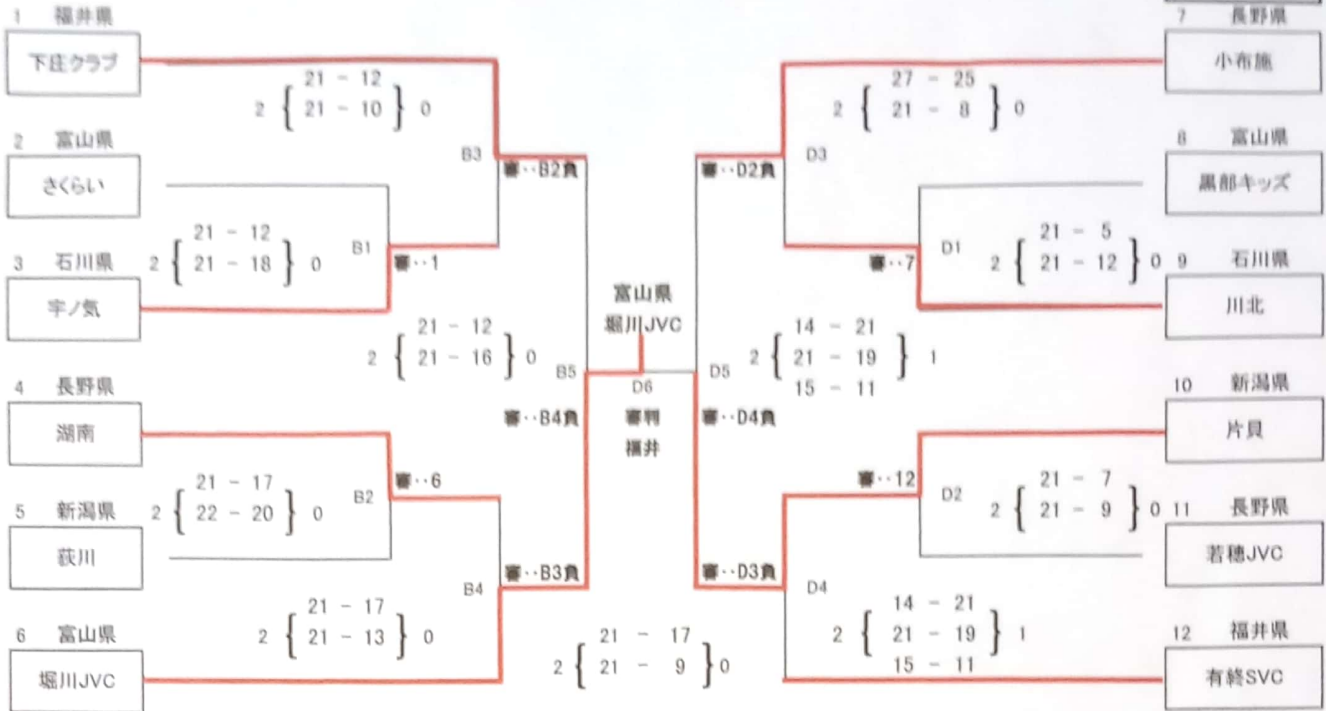 1 福井県
下庄クラブ
21 - 12
2 { 21 - 10 } 0
B3
審‥B2負
2 富山県
さくらい
21 - 12
2 { 21 - 18 } 0
B1
審‥1
3 石川県
宇ノ気
21 - 12
2 { 21 - 16 } 0
B5
審‥B4負
4 長野県
湖南
21 - 17
2 { 22 - 20 } 0
B2
審‥6
5 新潟県
荻川
B4
審‥B3負
21 - 17
2 { 21 - 13 } 0
6 富山県
堀川JVC
富山県
堀川JVC
D6
審判
福井
21 - 17
2 { 21 - 9 } 0
7 長野県
小布施
27 - 25
2 { 21 - 8 } 0
審‥D2負
D3
8 富山県
黒部キッズ
21 - 5
2 { 21 - 12 } 0
D1
審‥7
9 石川県
川北
14 - 21
2 { 21 - 19 } 1
15 - 11
D5
審‥D4負
10 新潟県
片貝
審‥12
D2
21 - 7
2 { 21 - 9 } 0
11 長野県
若穂JVC
審‥D3負
D4
14 - 21
2 { 21 - 19 } 1
15 - 11
12 福井県
有終SVC